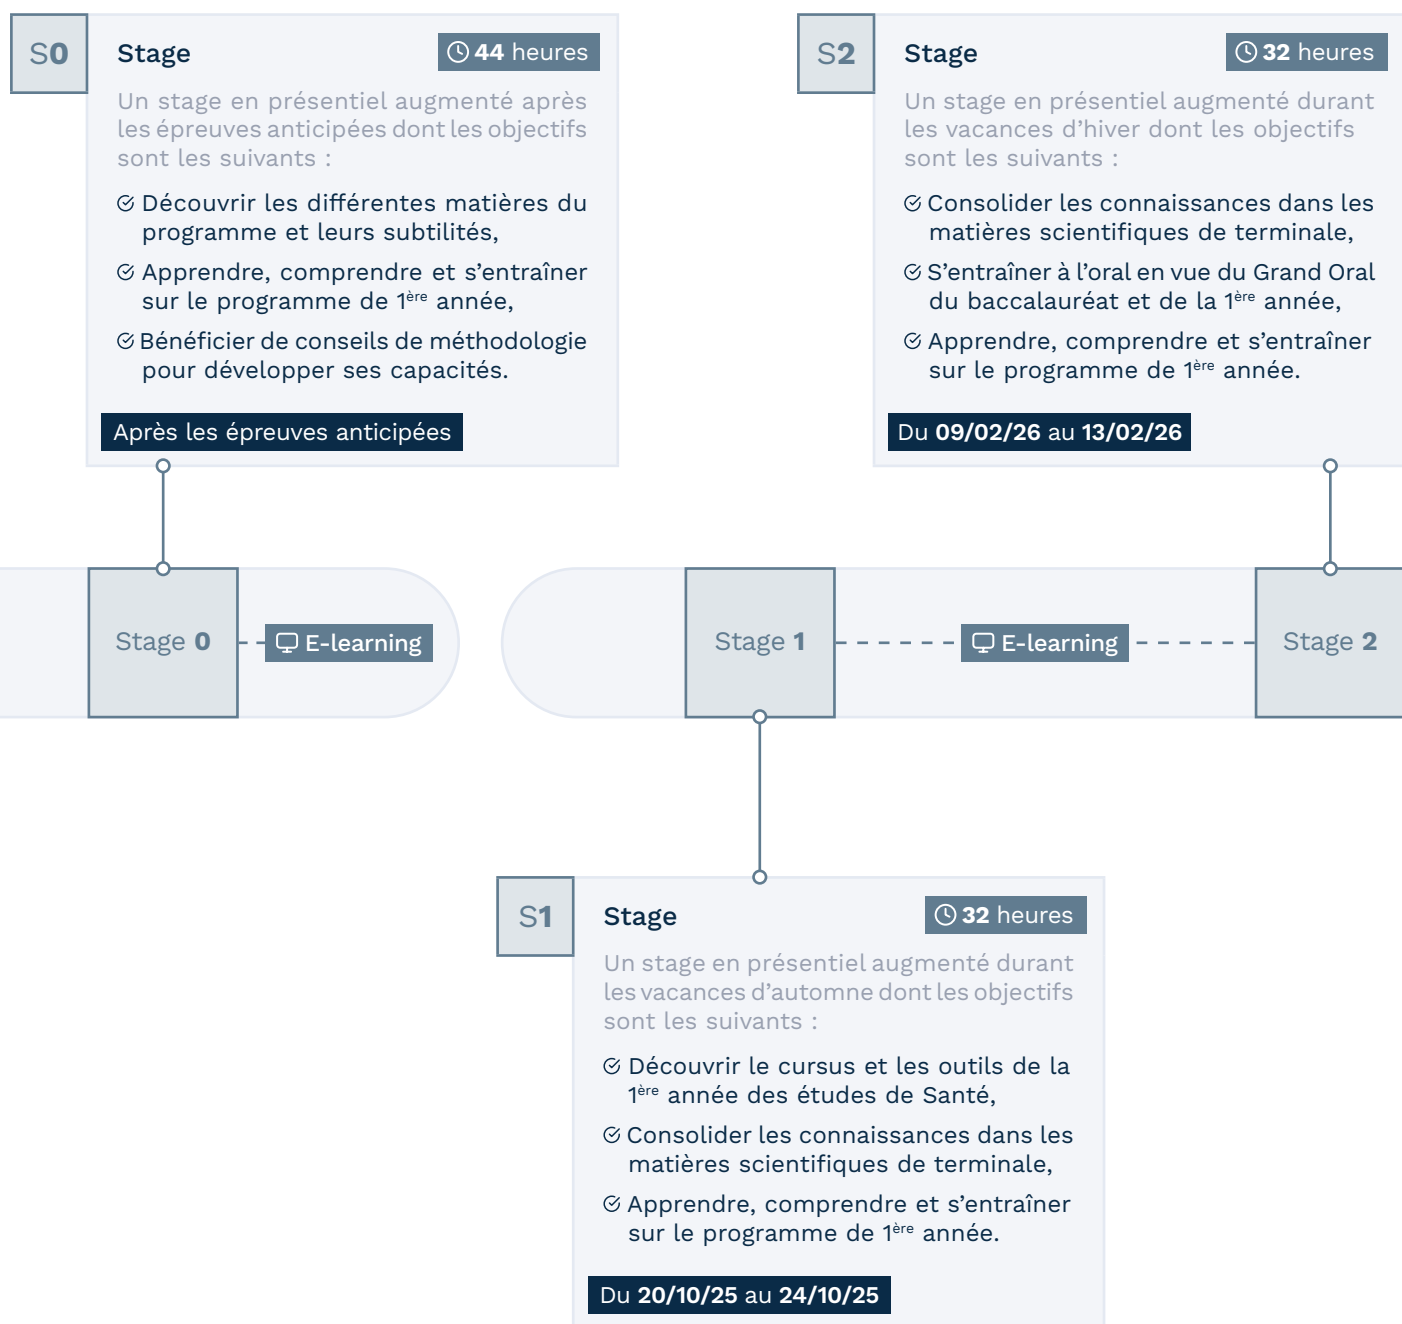 S0
Stage
44 heures
Un stage en présentiel augmenté après
les épreuves anticipées dont les objectifs
sont les suivants :
Découvrir les différentes matières du
programme et leurs subtilités,
Apprendre, comprendre et s’entraîner
sur le programme de 1ère année,
Bénéficier de conseils de méthodologie
pour développer ses capacités.
Après les épreuves anticipées
S2
Stage
32 heures
Un stage en présentiel augmenté durant
les vacances d’hiver dont les objectifs
sont les suivants :
Consolider les connaissances dans les
matières scientifiques de terminale,
S’entraîner à l’oral en vue du Grand Oral
du baccalauréat et de la 1ère année,
Apprendre, comprendre et s’entraîner
sur le programme de 1ère année.
Du 09/02/26 au 13/02/26
Stage 0
E-learning
Stage 1
E-learning
Stage 2
S1
Stage
32 heures
Un stage en présentiel augmenté durant
les vacances d’automne dont les objectifs
sont les suivants :
Découvrir le cursus et les outils de la
1ère année des études de Santé,
Consolider les connaissances dans les
matières scientifiques de terminale,
Apprendre, comprendre et s’entraîner
sur le programme de 1ère année.
Du 20/10/25 au 24/10/25